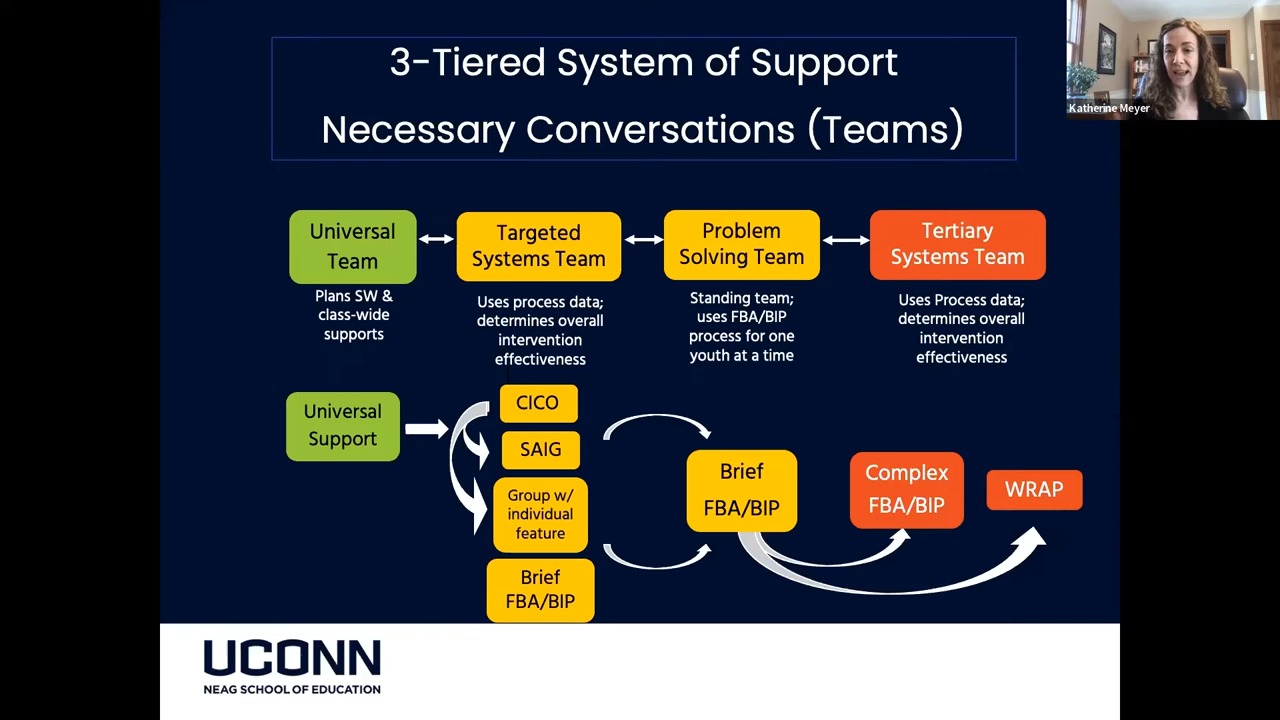 3-Tiered System of Support
Necessary Conversations (Teams)
Katherine Meyer
Universal
Team
Targeted
Systems Team
Problem
Solving Team
Tertiary
Systems Team
Plans SW &
class-wide
supports
Uses process data;
determines overall
intervention
effectiveness
Standing team;
uses FBA/BIP
process for one
youth at a time
Uses Process data;
determines overall
intervention
effectiveness
Universal
Support
CICO
SAIG
Group w/
individual
feature
Brief
FBA/BIP
Brief
FBA/BIP
Complex
FBA/BIP
WRAP
UCONN
NEAG SCHOOL OF EDUCATION